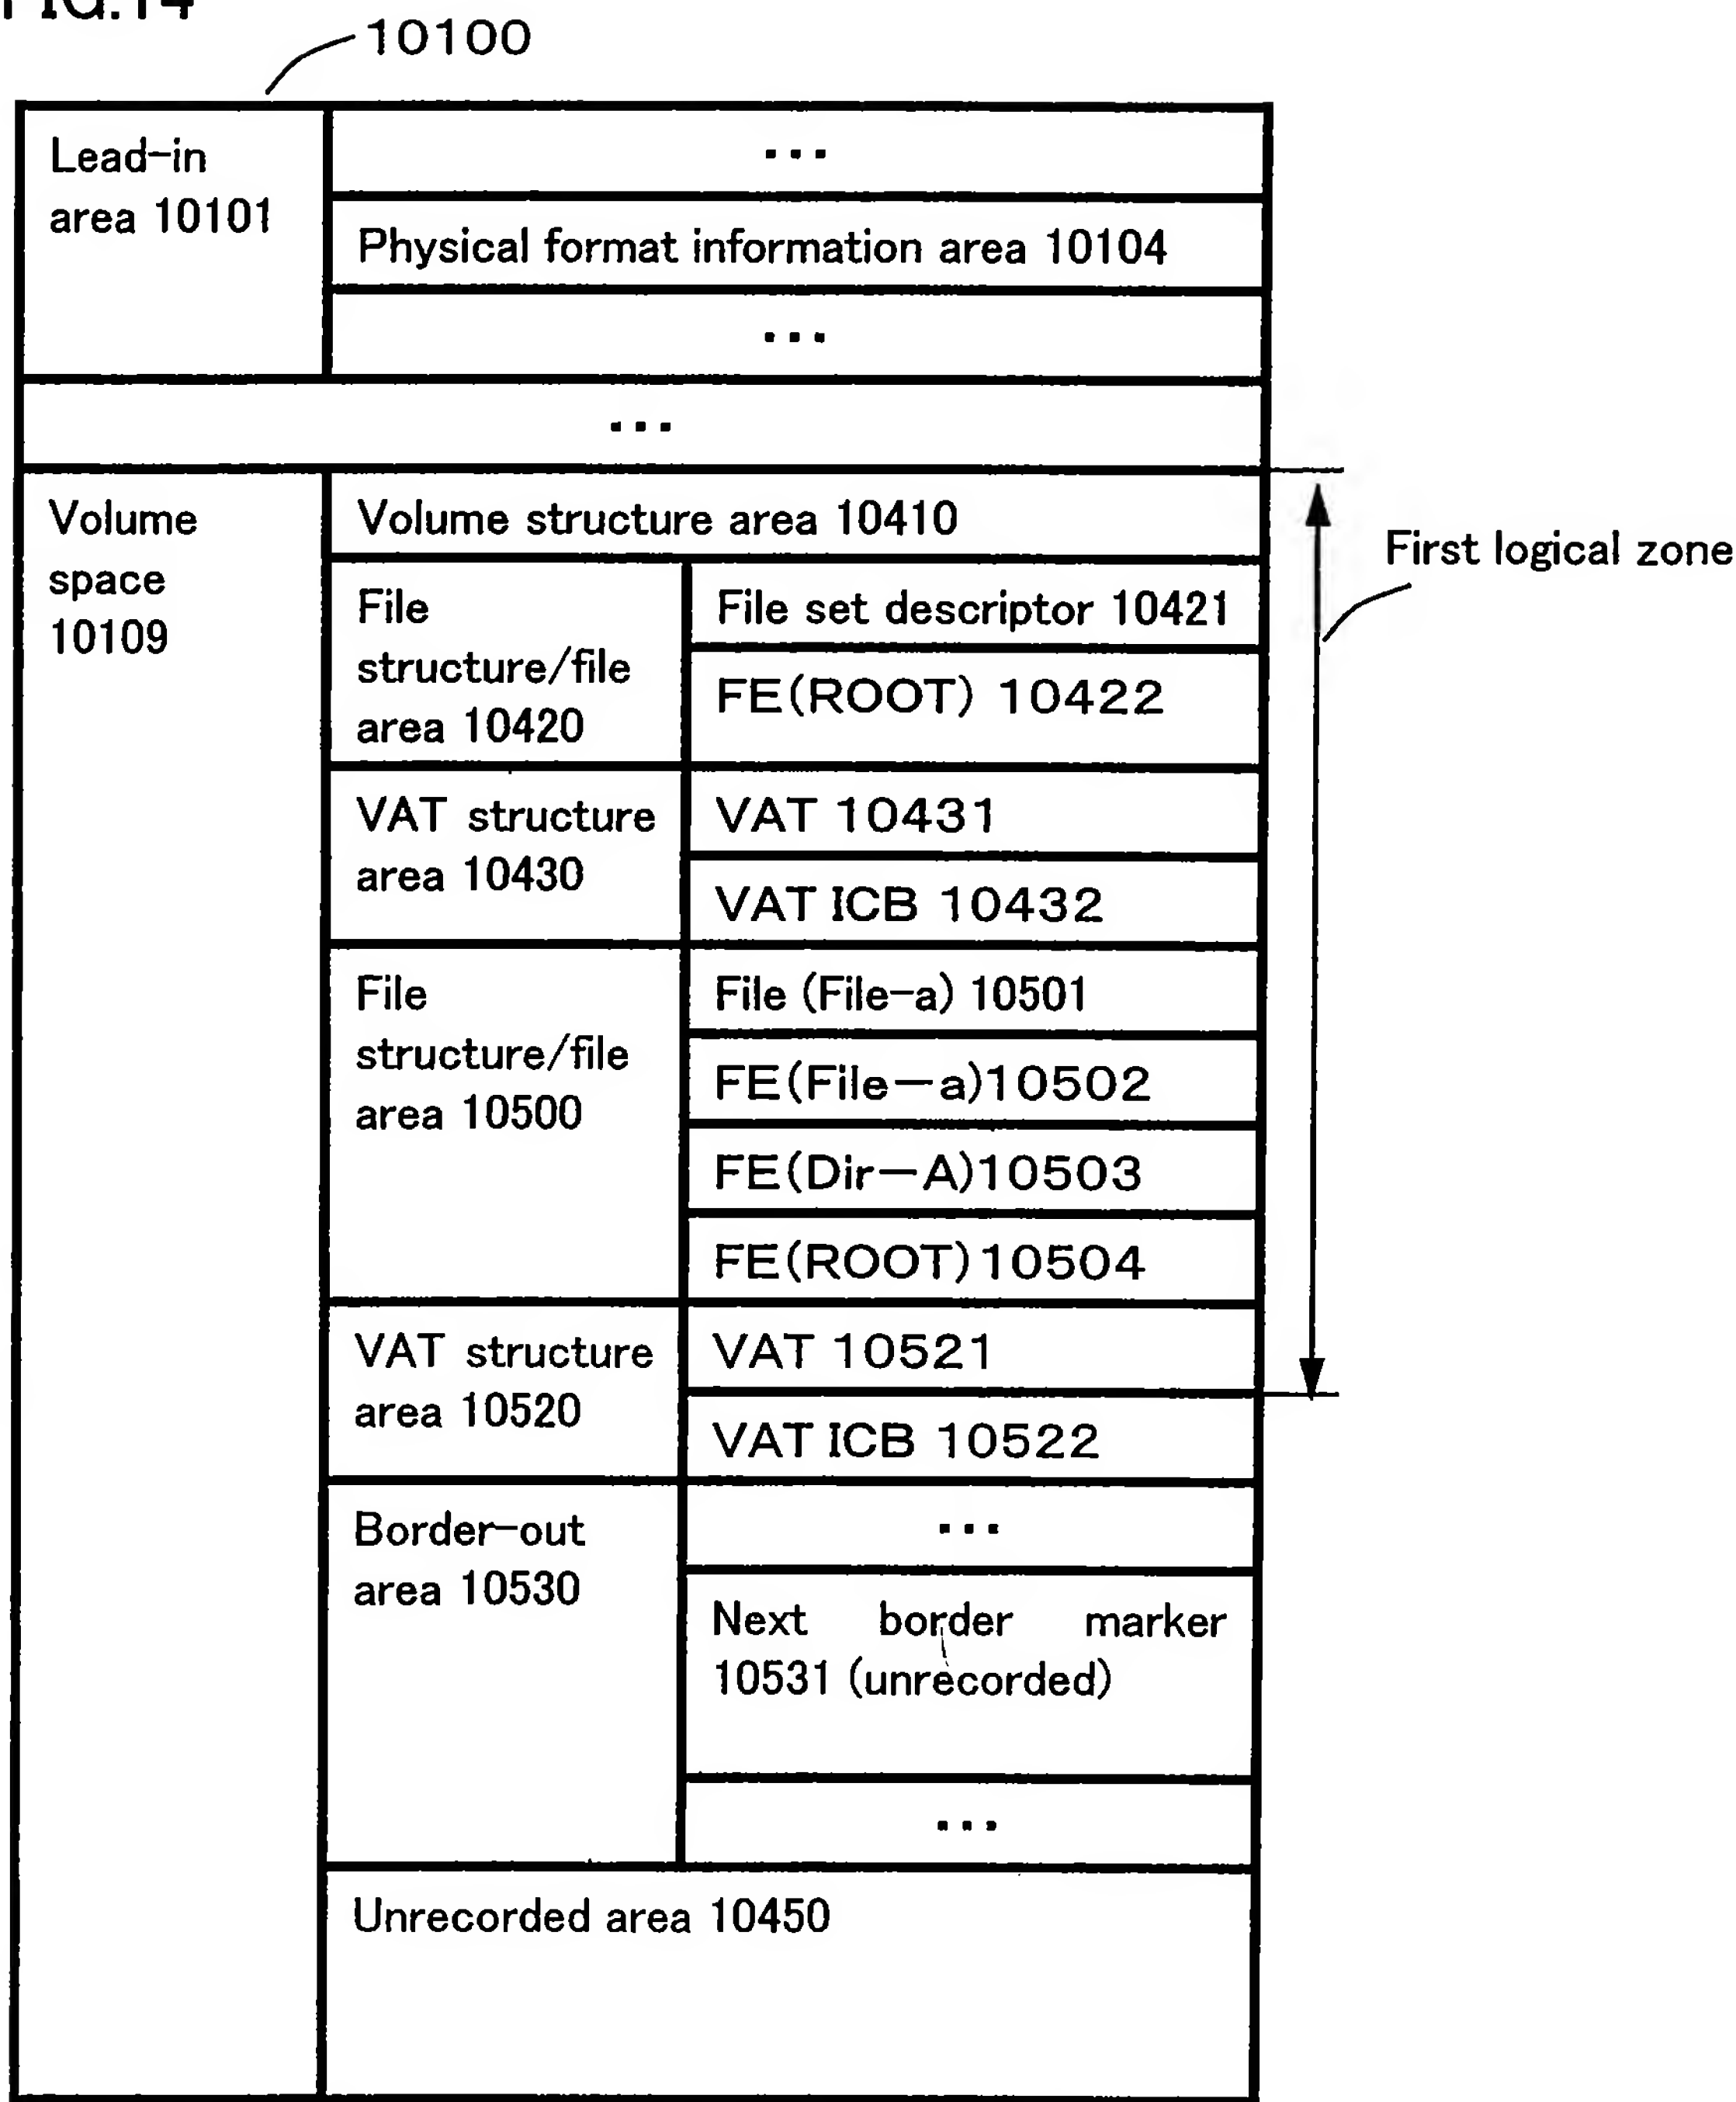 FIG.14
10100
Lead-in
area 10101
...
Physical format information area 10104
...
...
Volume
space
10109
Volume structure area 10410
First logical zone
File
structure/file
area 10420
File set descriptor 10421
FE(ROOT) 10422
VAT structure
area 10430
VAT 10431
VAT ICB 10432
File
structure/file
area 10500
File (File-a) 10501
FE(File-a)10502
FE(Dir-A)10503
FE(ROOT)10504
VAT structure
area 10520
VAT 10521
VAT ICB 10522
Border-out
area 10530
...
Next border marker
10531 (unrecorded)
...
Unrecorded area 10450